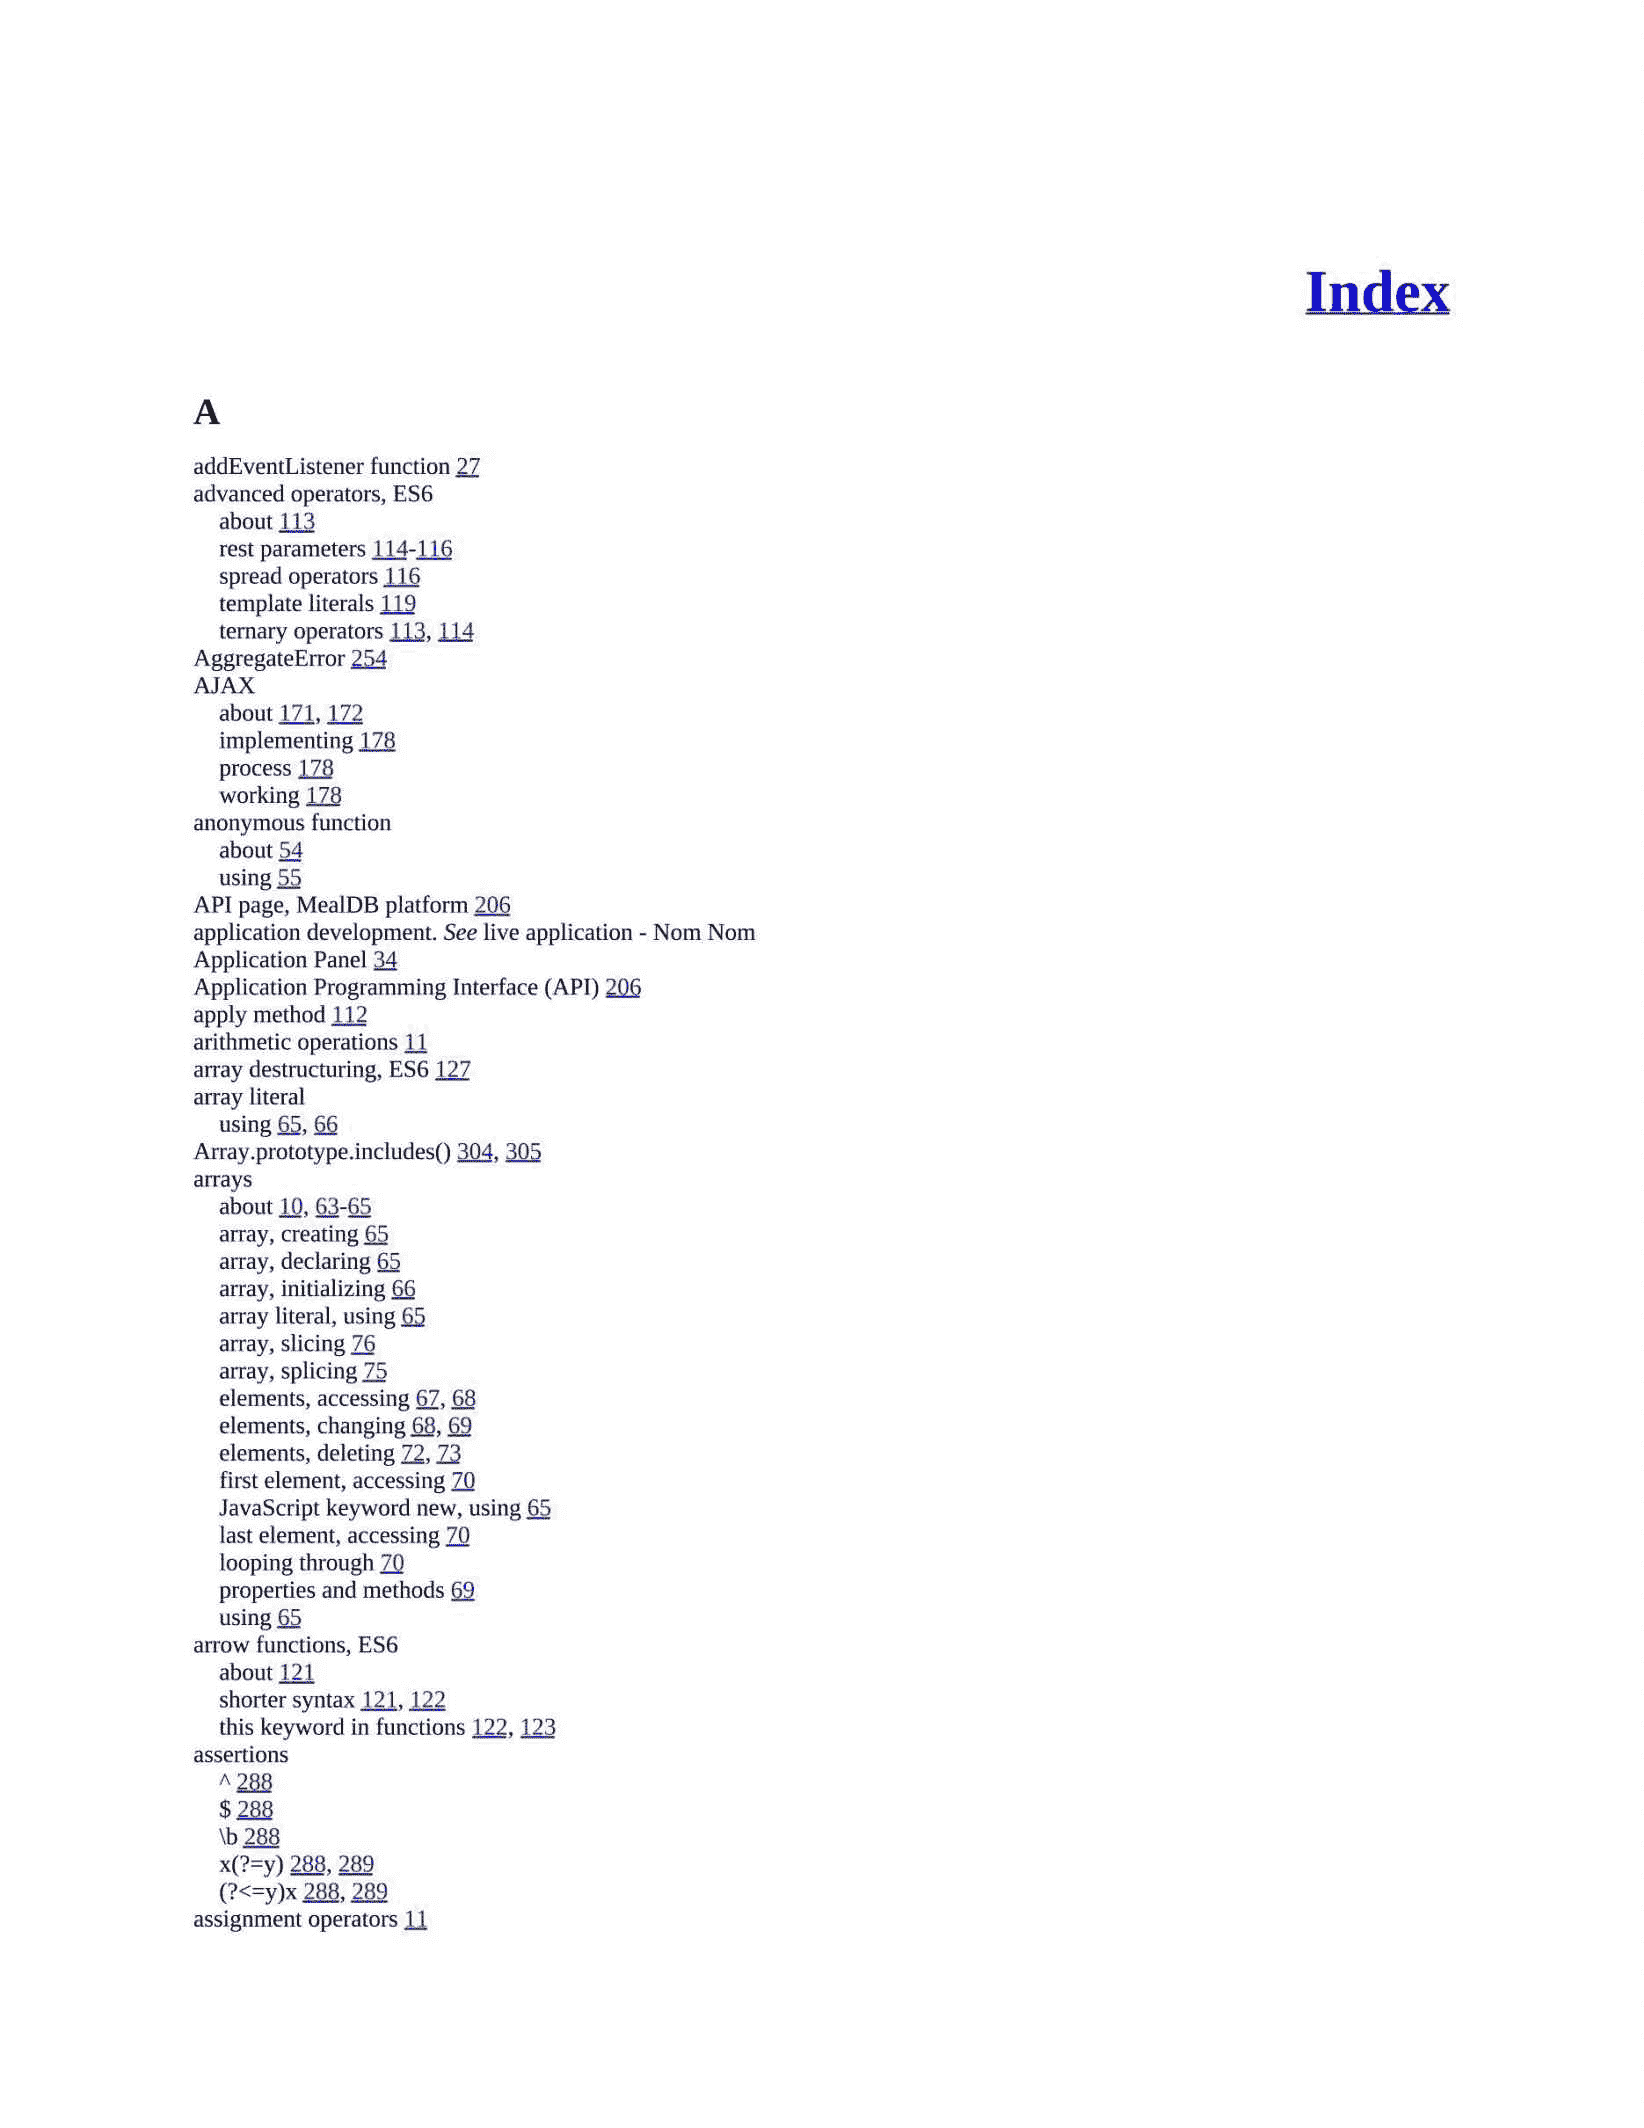 Index
A
addEventListener function 27
advanced operators, ES6
about 113
rest parameters 114-116
spread operators 116
template literals 119
ternary operators 113, 114
AggregateError 254
AJAX
about 171, 172
implementing 178
process 178
working 178
anonymous function
about 54
using 55
API page, MealDB platform 206
application development. See live application - Nom Nom
Application Panel 34
Application Programming Interface (API) 206
apply method 112
arithmetic operations 11
array destructuring, ES6 127
array literal
using 65, 66
Array.prototype.includes() 304, 305
arrays
about 10, 63-65
array, creating 65
array, declaring 65
array, initializing 66
array literal, using 65
array, slicing 76
array, splicing 75
elements, accessing 67, 68
elements, changing 68, 69
elements, deleting 72, 73
first element, accessing 70
JavaScript keyword new, using 65
last element, accessing 70
looping through 70
properties and methods 69
using 65
arrow functions, ES6
about 121
shorter syntax 121, 122
this keyword in functions 122, 123
assertions
^ 288
$ 288
\b 288
x(?=y) 288, 289
(?<=y)x 288, 289
assignment operators 11